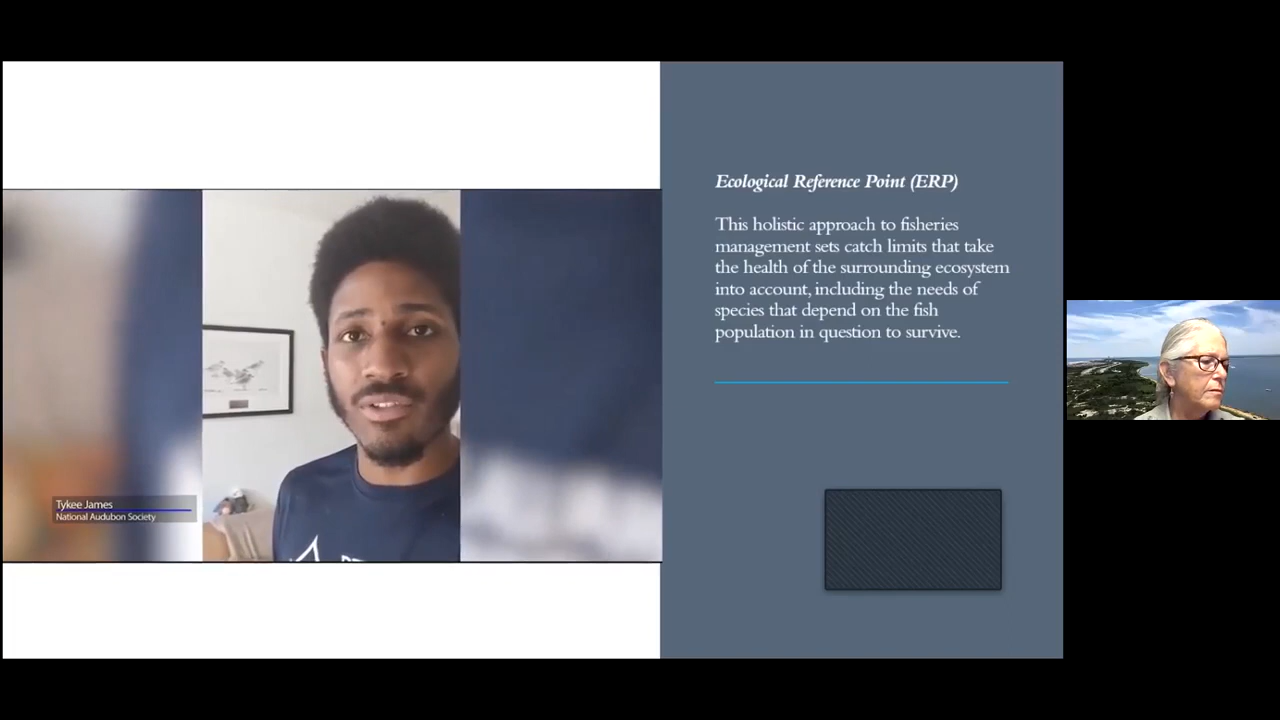 Ecological Reference Point (ERP)
This holistic approach to fisheries
management sets catch limits that take
the health of the surrounding ecosystem
into account, including the needs of
species that depend on the fish
population in question to survive.
Tykee James
National Audubon Society